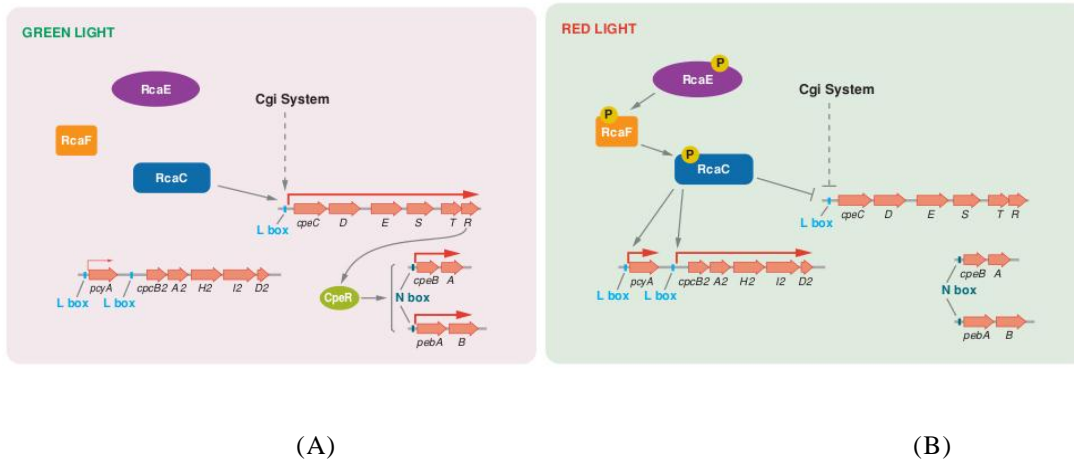 GREEN LIGHT
RcaE
Cgi System
RcaF
RcaC
cpeC D E S T R
L box
pcyA cpcB2 A2 H2 I2 D2
L box L box
CpeR
cpeB A
N box
pebA B
RED LIGHT
P
RcaE
Cgi System
P
RcaF
P
RcaC
cpeC D E S T R
L box
pcyA cpcB2 A2 H2 I2 D2
L box L box
cpeB A
N box
pebA B
(A) (B)